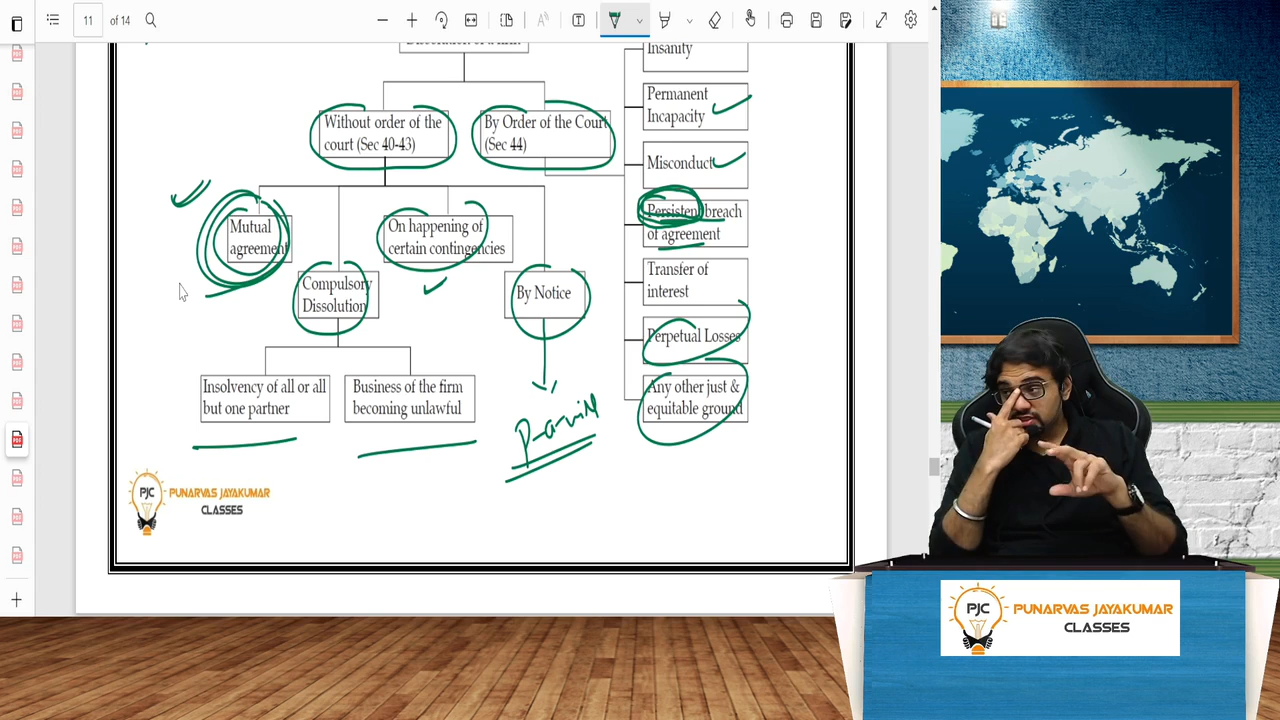 11
of 14
Insanity
Permanent
Incapacity
Without order of the
court (Sec 40-43)
By Order of the Court
(Sec 44)
Misconduct
Mutual
agreement
On happening of
certain contingencies
Persistent breach
of agreement
Compulsory
Dissolution
By Notice
Transfer of
interest
Perpetual Losses
Insolvency of all or all
but one partner
Business of the firm
becoming unlawful
Any other just &
equitable ground
P-a-will
PJC
PUNARVAS JAYAKUMAR
CLASSES
PJC
PUNARVAS JAYAKUMAR
CLASSES